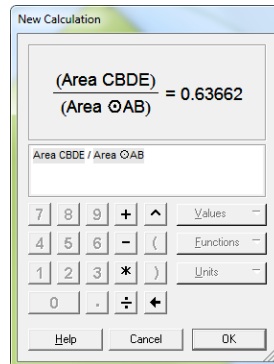 New Calculation
(Area CBDE)
(Area ⊙AB)
= 0.63662
Area CBDE / Area ⊙AB
7 8 9 + ^ Values
4 5 6 - ( Functions
1 2 3 * ) Units
0 . ÷ ←
Help Cancel OK